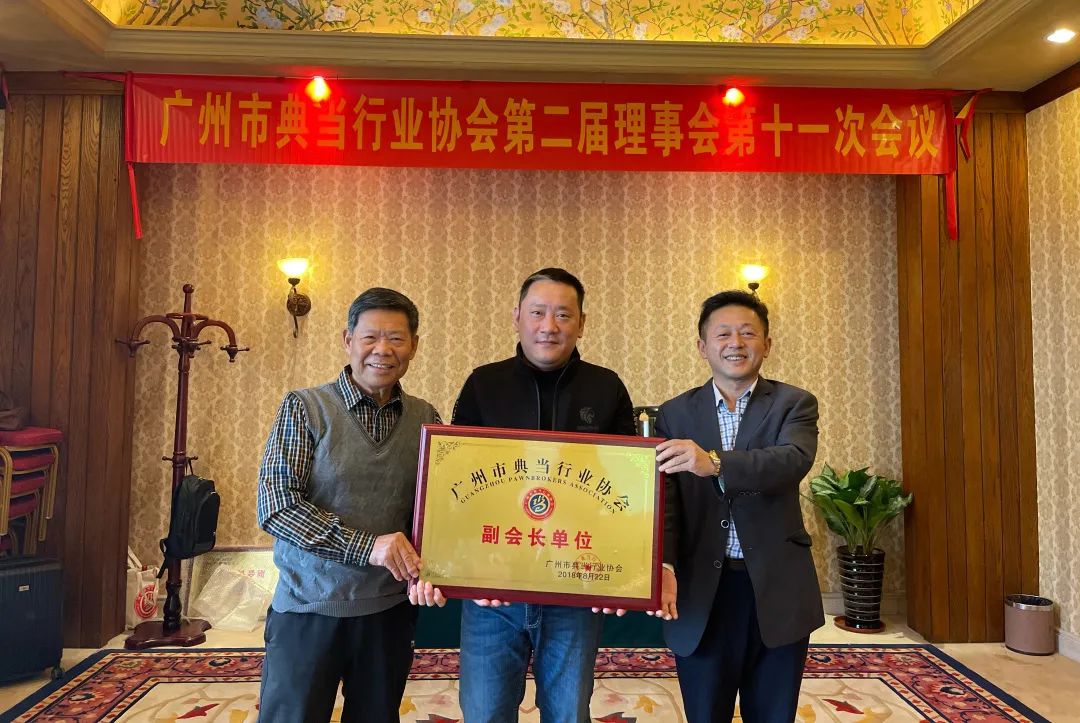 广州市典当行业协会第二届理事会第十一次会议
广州市典当行业协会
GUANGZHOU PAWNBROKERS ASSOCIATION
副会长单位
广州市典当行业协会
2018年8月22日